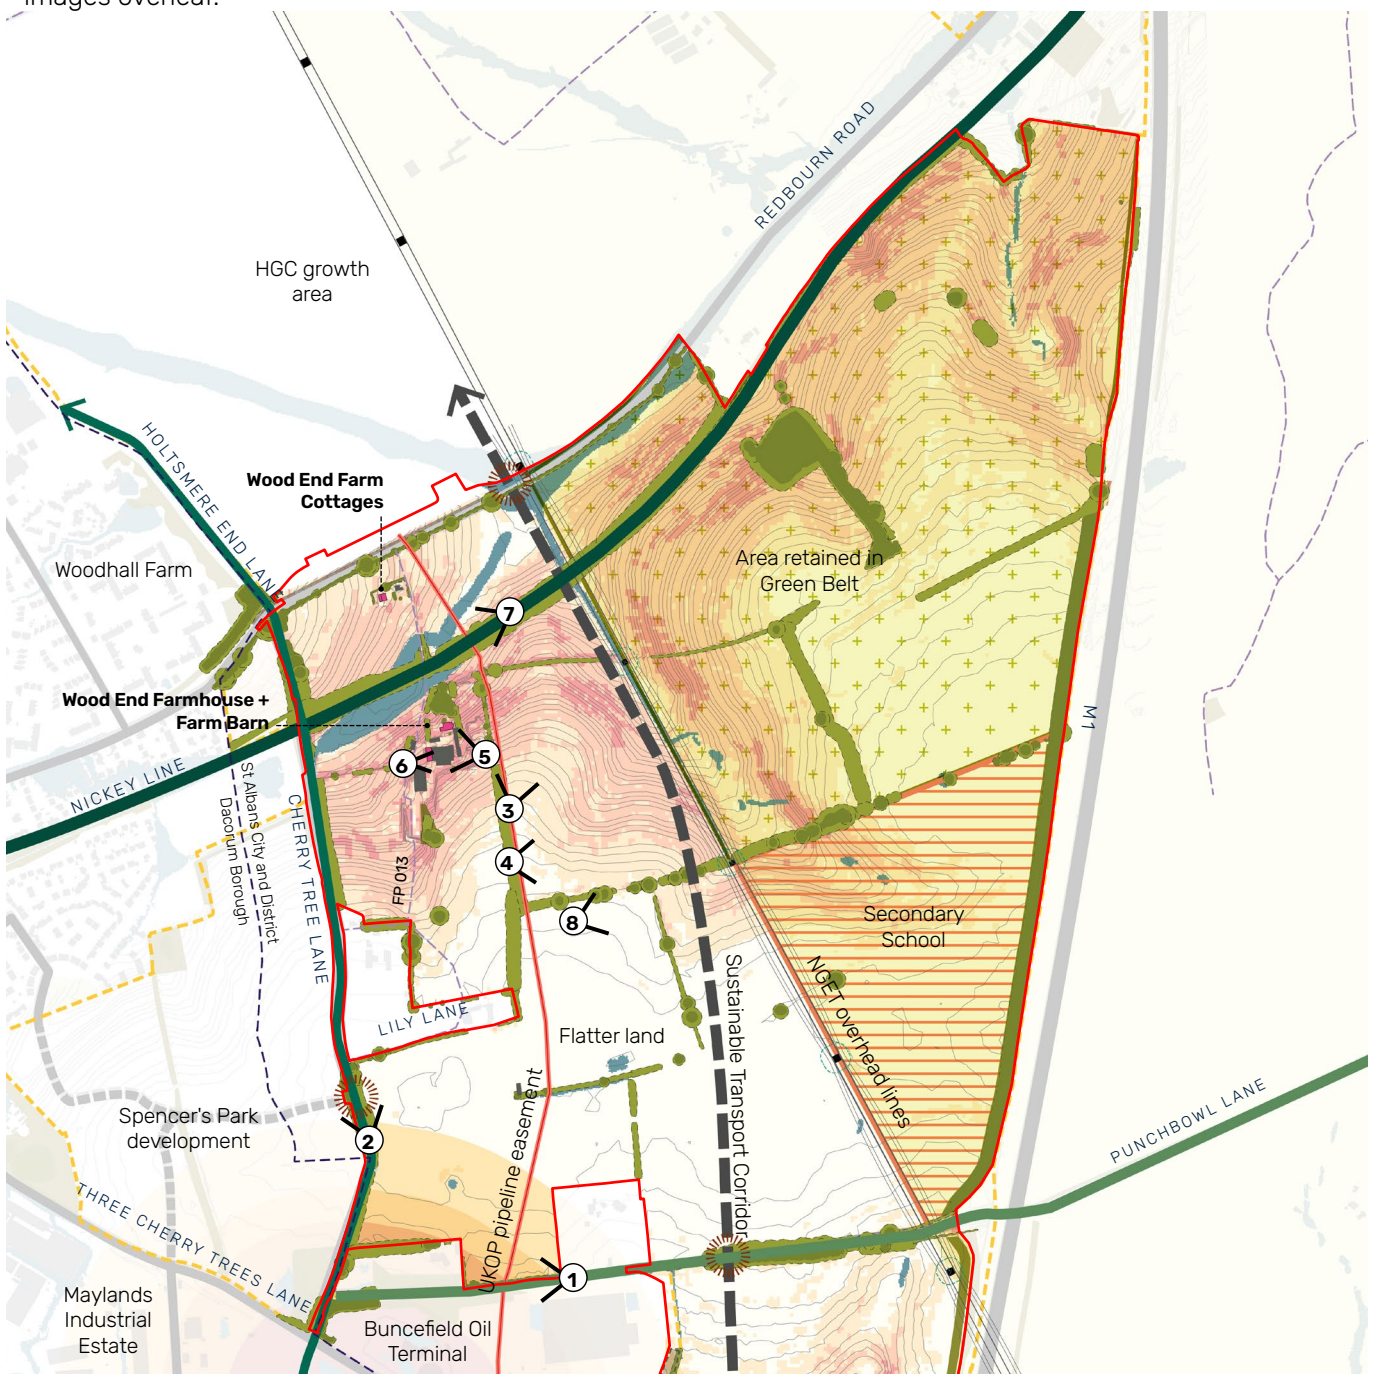 images overleaf.
REDBOURN ROAD
HGC growth
area
HOLTSMERE END LANE
Wood End Farm
Cottages
Woodhall Farm
Area retained in
Green Belt
7
Wood End Farmhouse +
Farm Barn
M1
NICKEY LINE
St Albans City and District
Dacorum Borough
CHERRY TREE LANE
6
5
3
4
FP 013
8
Secondary
School
LILY LANE
Flatter land
Sustainable Transport Corridor
NGET overhead lines
UKOP pipeline easement
Spencer's Park
development
2
PUNCHBOWL LANE
THREE CHERRY TREES LANE
1
Maylands
Industrial
Estate
Buncefield Oil
Terminal